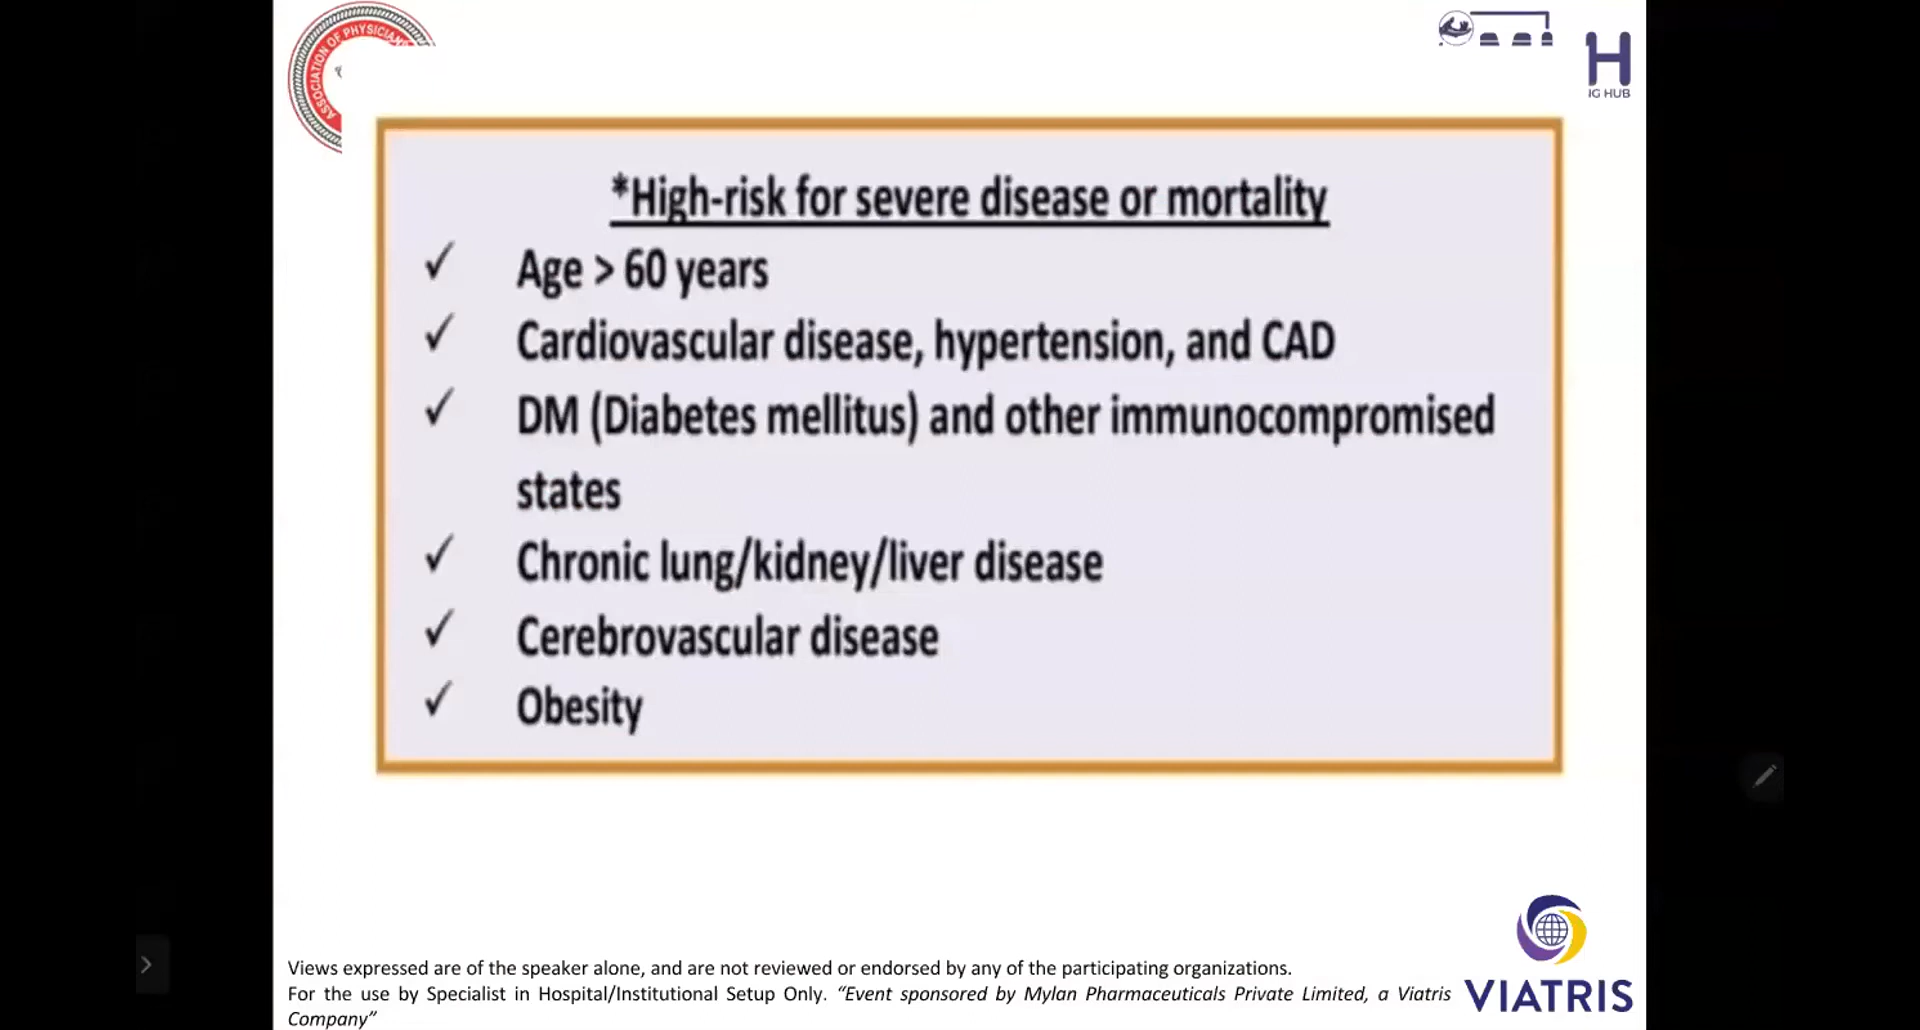 ASSOCIATION OF PHYSICIANS
H
IG HUB
*High-risk for severe disease or mortality
✓ Age > 60 years
✓ Cardiovascular disease, hypertension, and CAD
✓ DM (Diabetes mellitus) and other immunocompromised
states
✓ Chronic lung/kidney/liver disease
✓ Cerebrovascular disease
✓ Obesity
Views expressed are of the speaker alone, and are not reviewed or endorsed by any of the participating organizations.
For the use by Specialist in Hospital/Institutional Setup Only. “Event sponsored by Mylan Pharmaceuticals Private Limited, a Viatris
Company”
VIATRIS